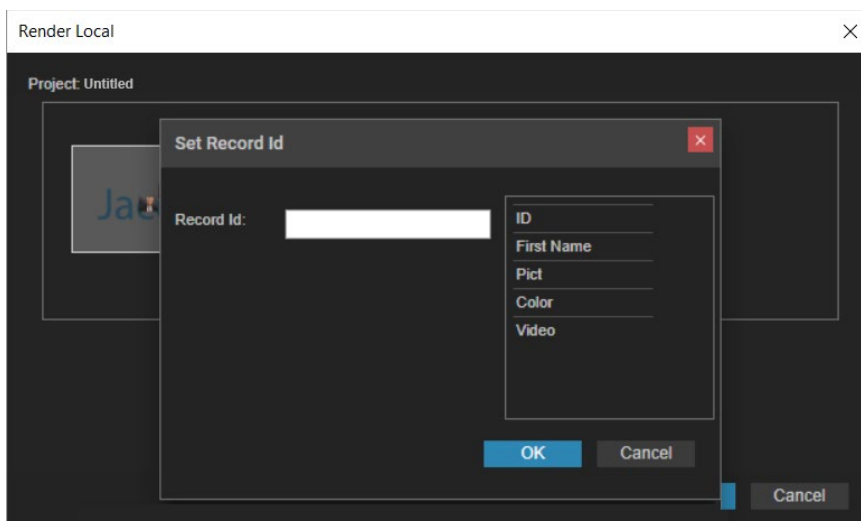 Render Local
Project: Untitled
Set Record Id
Record Id:
ID
First Name
Pict
Color
Video
OK
Cancel
Cancel